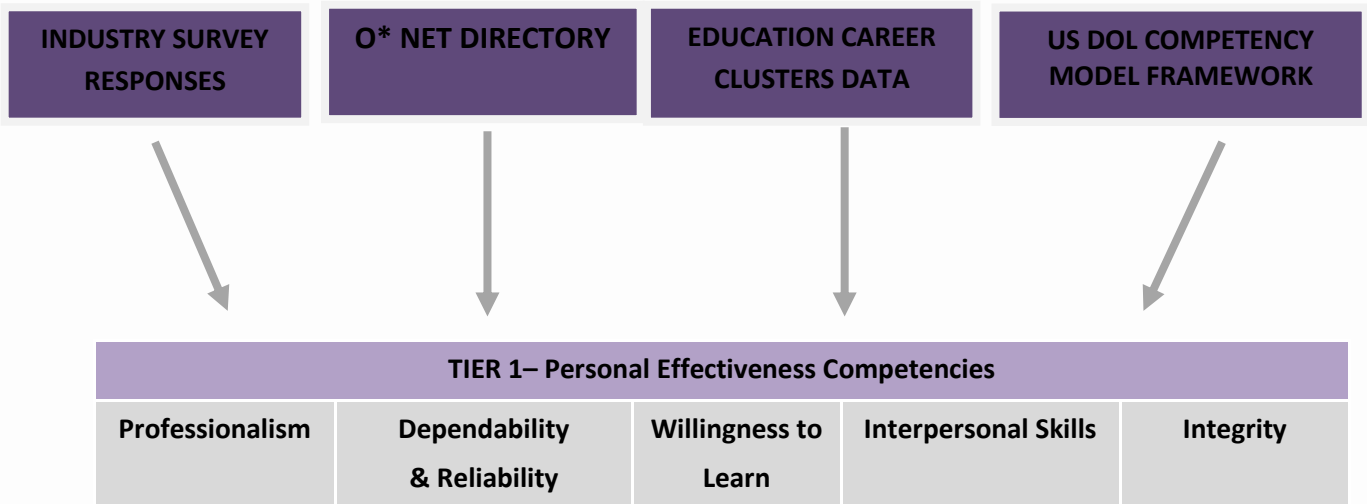 INDUSTRY SURVEY
RESPONSES
O* NET DIRECTORY
EDUCATION CAREER
CLUSTERS DATA
US DOL COMPETENCY
MODEL FRAMEWORK
TIER 1– Personal Effectiveness Competencies
Professionalism
Dependability
& Reliability
Willingness to
Learn
Interpersonal Skills
Integrity